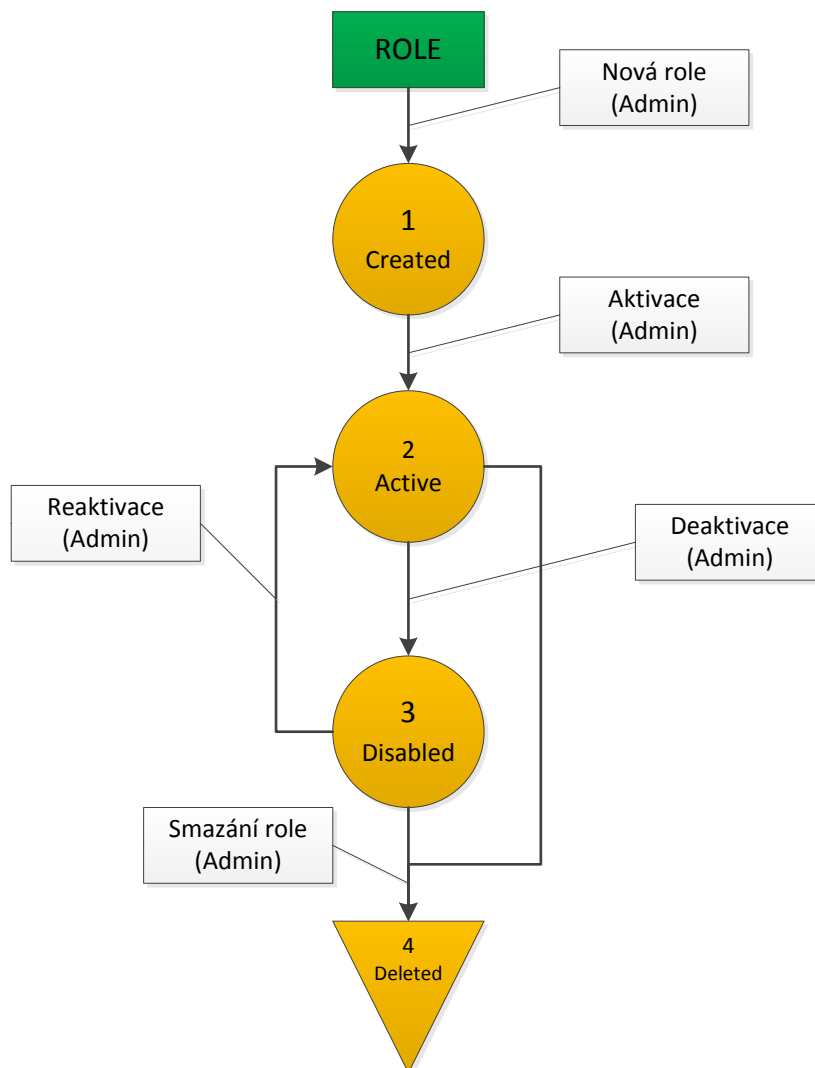 ROLE
Nová role
(Admin)
1
Created
Aktivace
(Admin)
2
Active
Reaktivace
(Admin)
Deaktivace
(Admin)
3
Disabled
Smazání role
(Admin)
4
Deleted